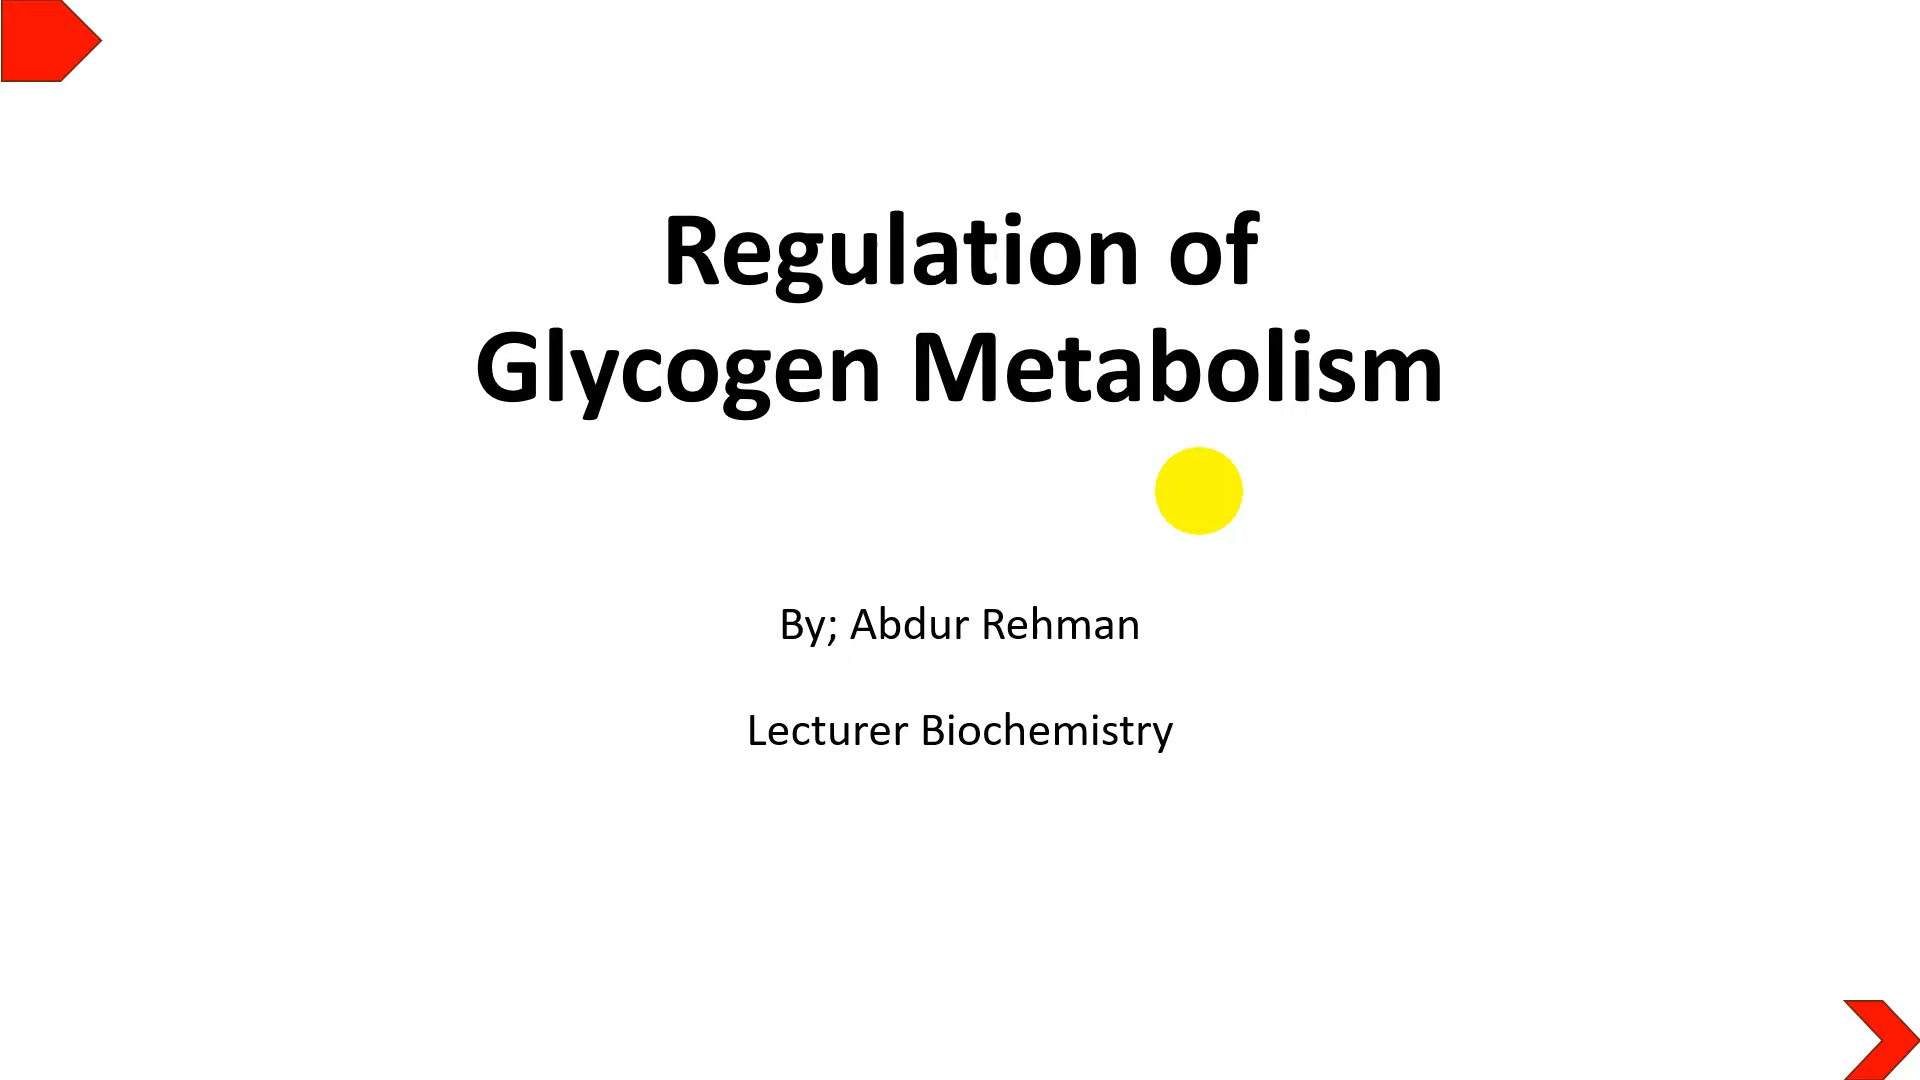 Regulation of
Glycogen Metabolism
By; Abdur Rehman
Lecturer Biochemistry